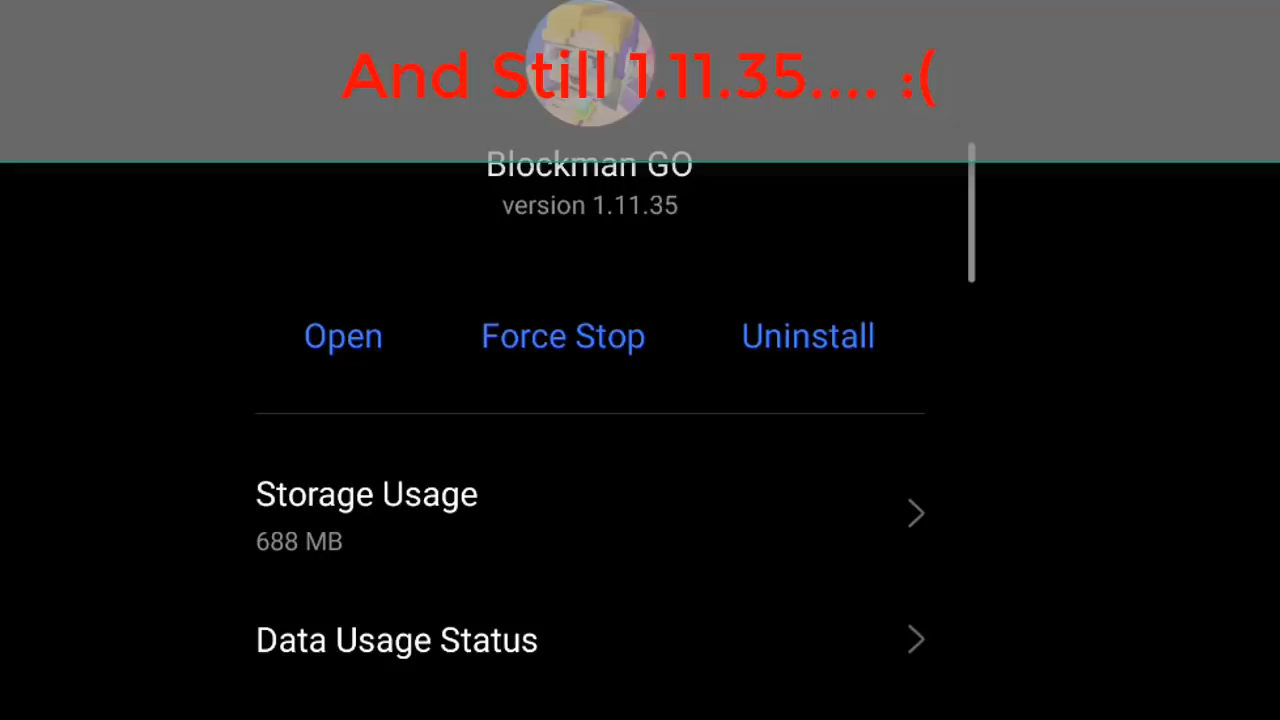 And Still 1.11.35.... :(
Blockman GO
version 1.11.35
Open Force Stop Uninstall
Storage Usage
688 MB
Data Usage Status